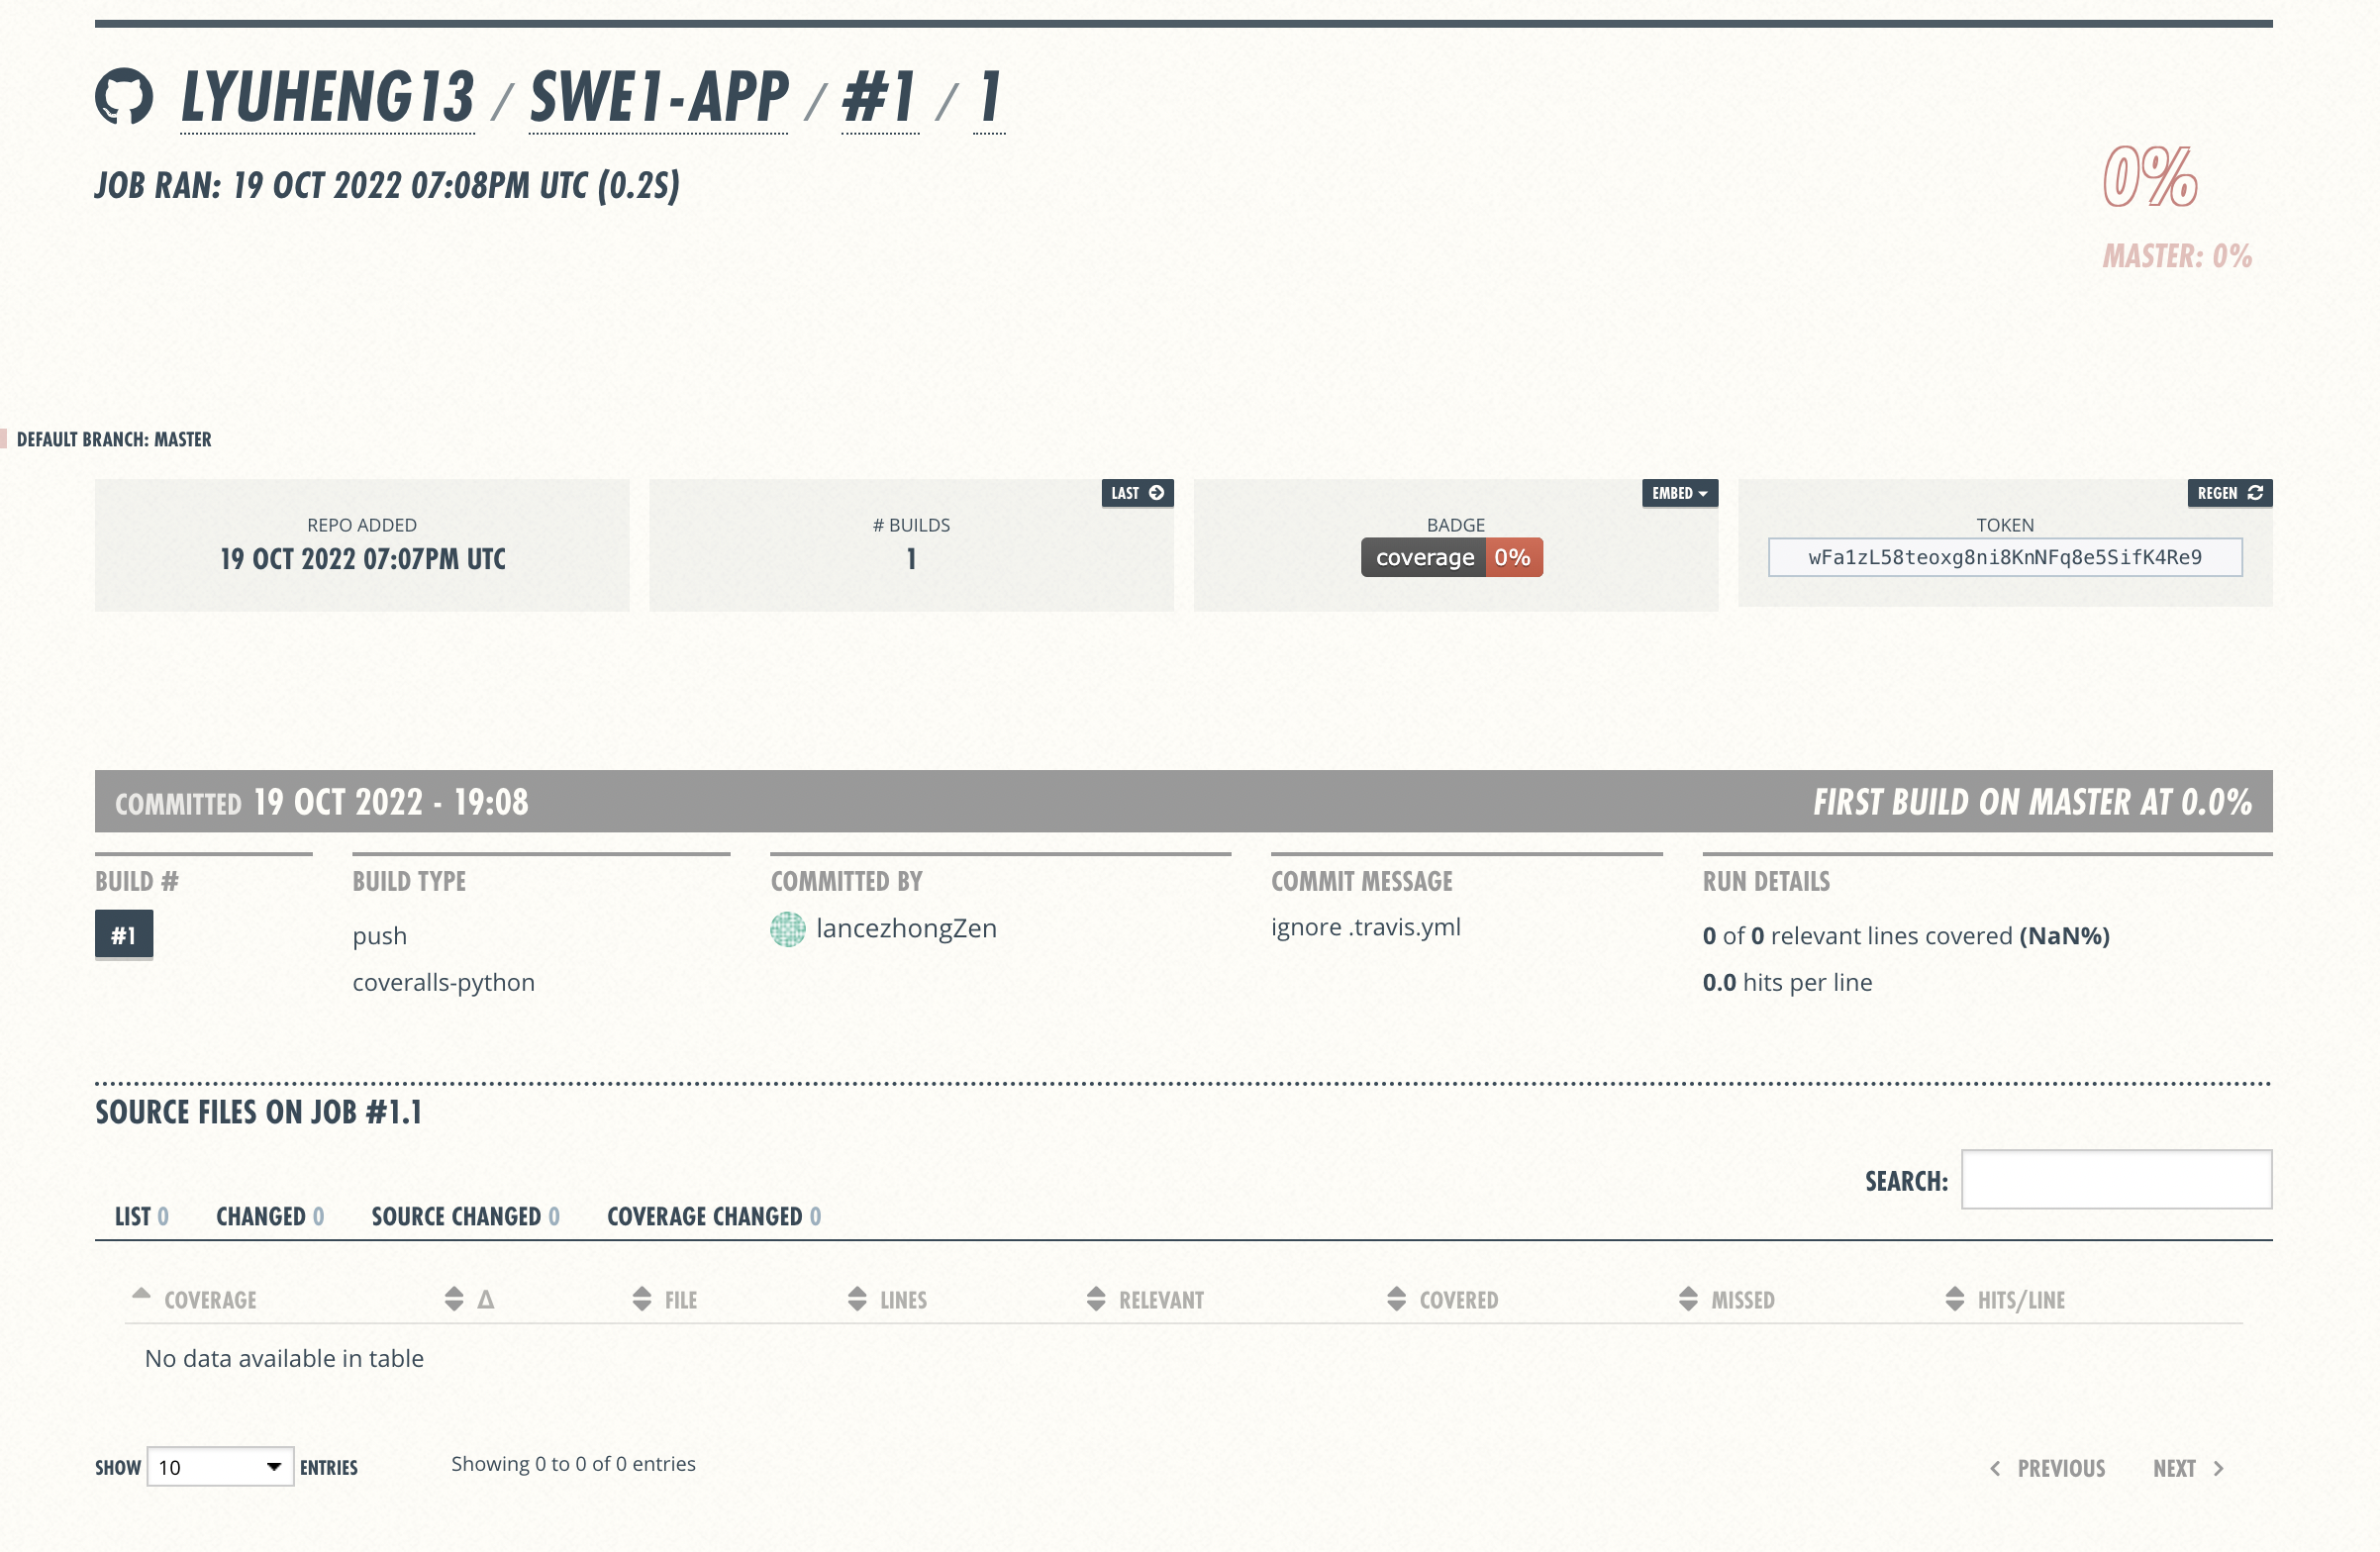 LYUHENG13 / SWE1-APP / #1 / 1
JOB RAN: 19 OCT 2022 07:08PM UTC (0.2S)
0%
MASTER: 0%
DEFAULT BRANCH: MASTER
REPO ADDED
19 OCT 2022 07:07PM UTC
LAST
# BUILDS
1
EMBED
BADGE
coverage 0%
REGEN
TOKEN
wFa1zL58teoxg8ni8KnNFq8e5SifK4Re9
COMMITTED 19 OCT 2022 - 19:08
FIRST BUILD ON MASTER AT 0.0%
BUILD #
#1
BUILD TYPE
push
coveralls-python
COMMITTED BY
lancezhongZen
COMMIT MESSAGE
ignore .travis.yml
RUN DETAILS
0 of 0 relevant lines covered (NaN%)
0.0 hits per line
SOURCE FILES ON JOB #1.1
SEARCH:
LIST 0 CHANGED 0 SOURCE CHANGED 0 COVERAGE CHANGED 0
COVERAGE Δ FILE LINES RELEVANT COVERED MISSED HITS/LINE
No data available in table
SHOW 10 ENTRIES Showing 0 to 0 of 0 entries PREVIOUS NEXT